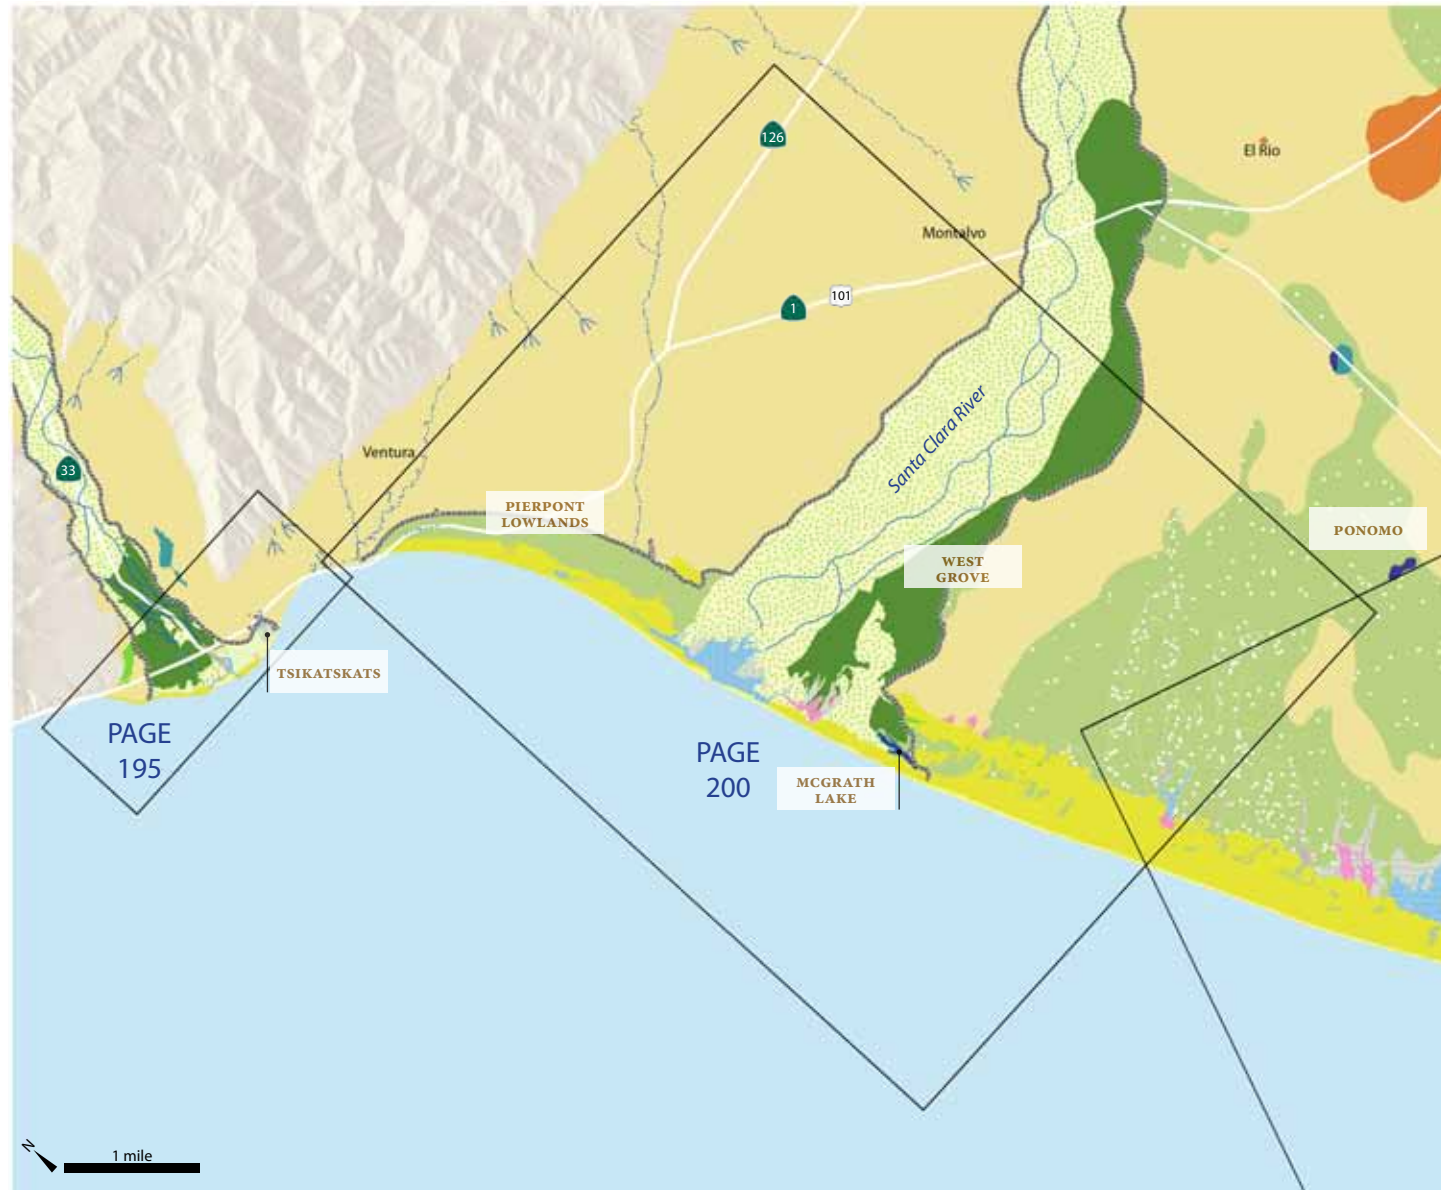 126
El Rio
Montalvo
101
1
Santa Clara River
Ventura
33
PIERPONT
LOWLANDS
PONOMO
WEST
GROVE
TSIKATSKATS
PAGE
195
PAGE
200
MCGRATH
LAKE
N
1 mile